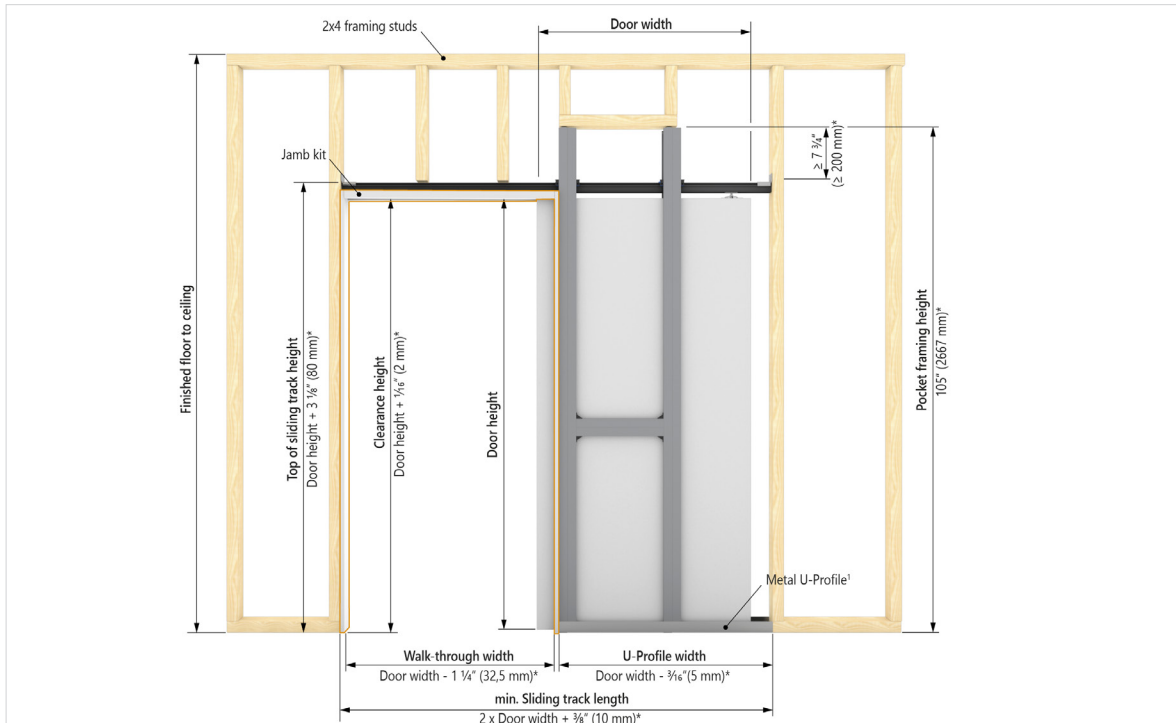 Door width
2x4 framing studs
Jamb kit
≥ 7 ¾“
(≥ 200 mm)*
Finished floor to ceiling
Top of sliding track height
Door height + 3 ⅛“ (80 mm)*
Clearance height
Door height + ¹⁄₁₆“ (2 mm)*
Door height
Pocket framing height
105“ (2667 mm)*
Metal U-Profile¹
Walk-through width
Door width - 1 ¼“ (32,5 mm)*
U-Profile width
Door width - ³⁄₁₆“(5 mm)*
min. Sliding track length
2 x Door width + ⅜“ (10 mm)*